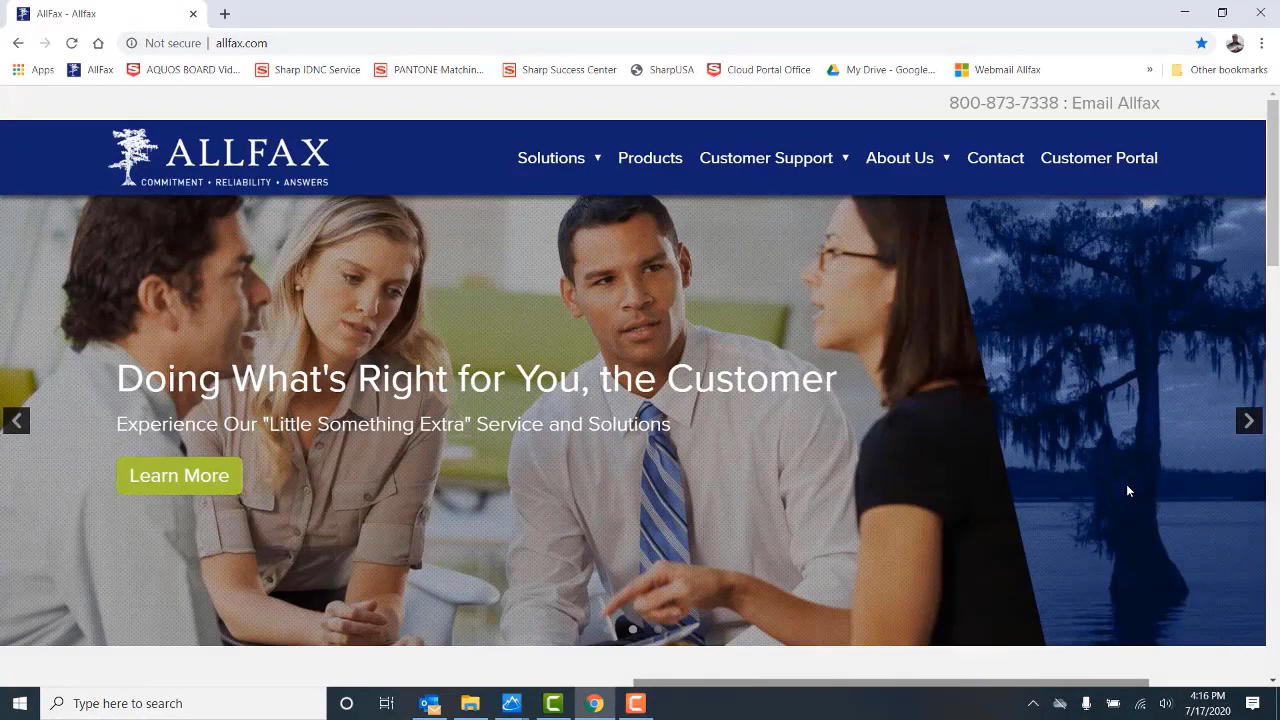 AllFax - Allfax
Not secure | allfax.com
Apps
AllFax
AQUOS BOARD Vid...
Sharp IDNC Service
PANTONE Matchin...
Sharp Success Center
SharpUSA
Cloud Portal Office
My Drive - Google...
Webmail Allfax
»
Other bookmarks
800-873-7338 : Email Allfax
ALLFAX
COMMITMENT • RELIABILITY • ANSWERS
Solutions ▼ Products Customer Support ▼ About Us ▼ Contact Customer Portal
Doing What's Right for You, the Customer
Experience Our "Little Something Extra" Service and Solutions
Learn More
Type here to search
4:16 PM
7/17/2020